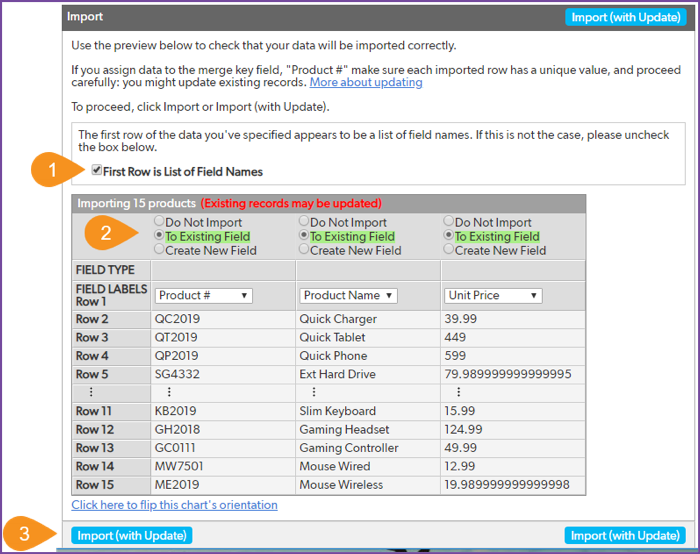 Import
Import (with Update)
Use the preview below to check that your data will be imported correctly.
If you assign data to the merge key field, "Product #" make sure each imported row has a unique value, and proceed
carefully: you might update existing records. More about updating
To proceed, click Import or Import (with Update).
The first row of the data you've specified appears to be a list of field names. If this is not the case, please uncheck
the box below.
1
First Row is List of Field Names
Importing 15 products (Existing records may be updated)
2
Do Not Import Do Not Import Do Not Import
To Existing Field To Existing Field To Existing Field
Create New Field Create New Field Create New Field
FIELD TYPE
FIELD LABELS
Row 1 Product # Product Name Unit Price
Row 2 QC2019 Quick Charger 39.99
Row 3 QT2019 Quick Tablet 449
Row 4 QP2019 Quick Phone 599
Row 5 SG4332 Ext Hard Drive 79.989999999999995
⋮ ⋮ ⋮ ⋮
Row 11 KB2019 Slim Keyboard 15.99
Row 12 GH2018 Gaming Headset 124.99
Row 13 GC0111 Gaming Controller 49.99
Row 14 MW7501 Mouse Wired 12.99
Row 15 ME2019 Mouse Wireless 19.989999999999998
Click here to flip this chart's orientation
3
Import (with Update) Import (with Update)